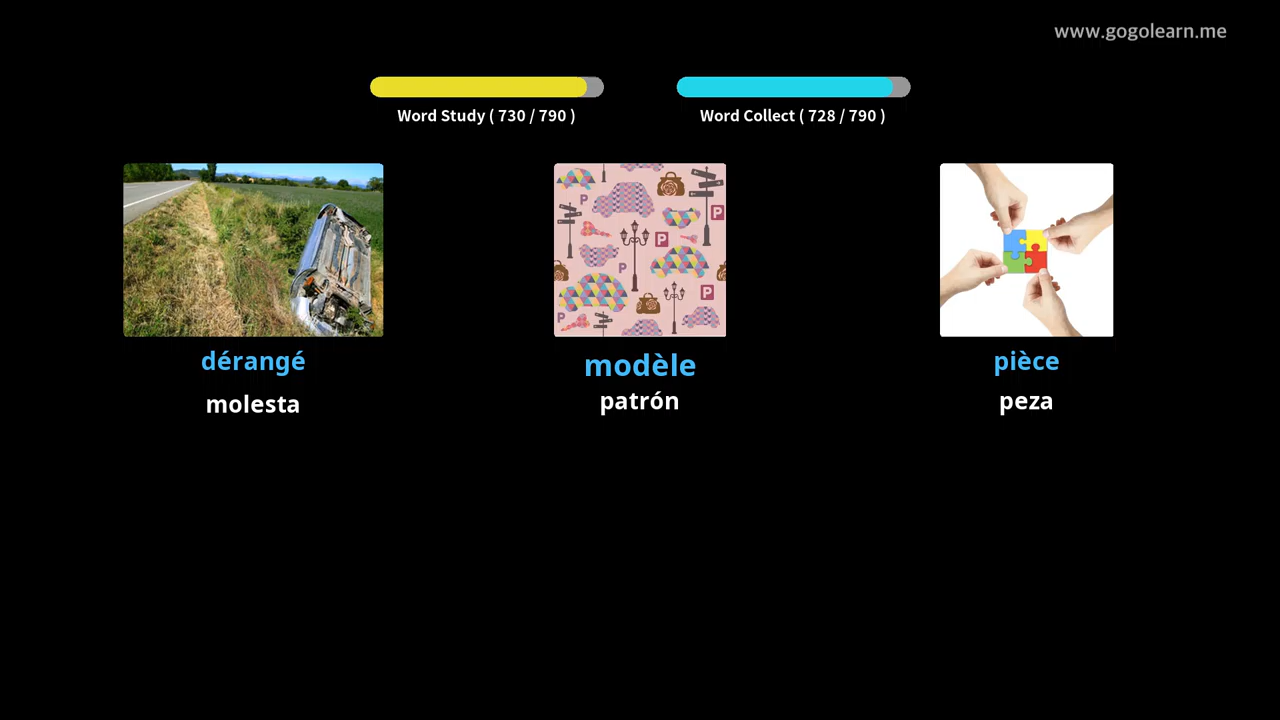 www.gogolearn.me
Word Study ( 730 / 790 )
Word Collect ( 728 / 790 )
P
P
P
P
P
P
dérangé
modèle
pièce
molesta
patrón
peza